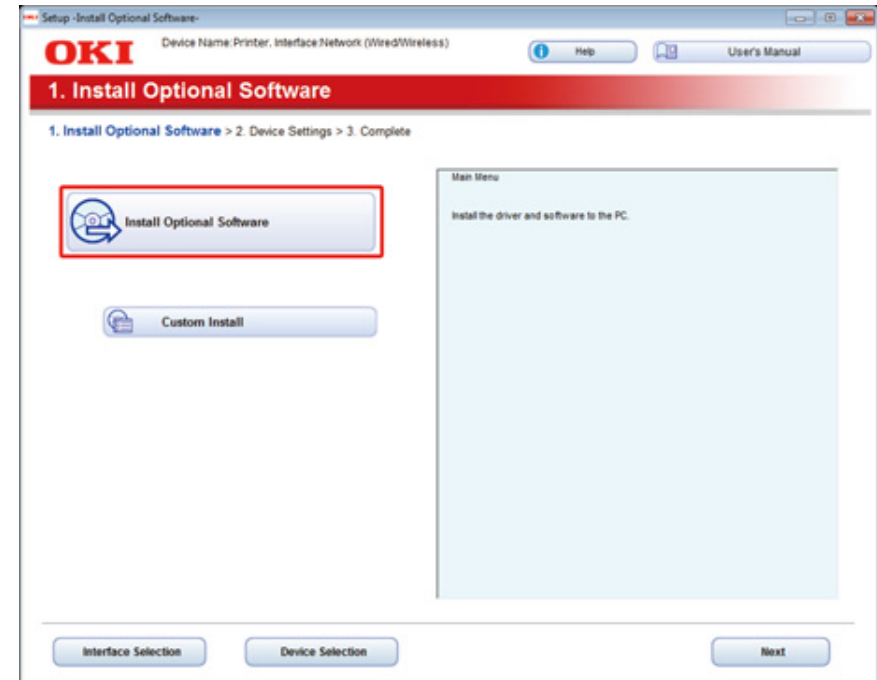 Setup -Install Optional Software-
OKI
Device Name:Printer, Interface:Network (Wired/Wireless)
Help
User's Manual
1. Install Optional Software
1. Install Optional Software > 2. Device Settings > 3. Complete
Main Menu
Install Optional Software
Install the driver and software to the PC.
Custom Install
Interface Selection
Device Selection
Next